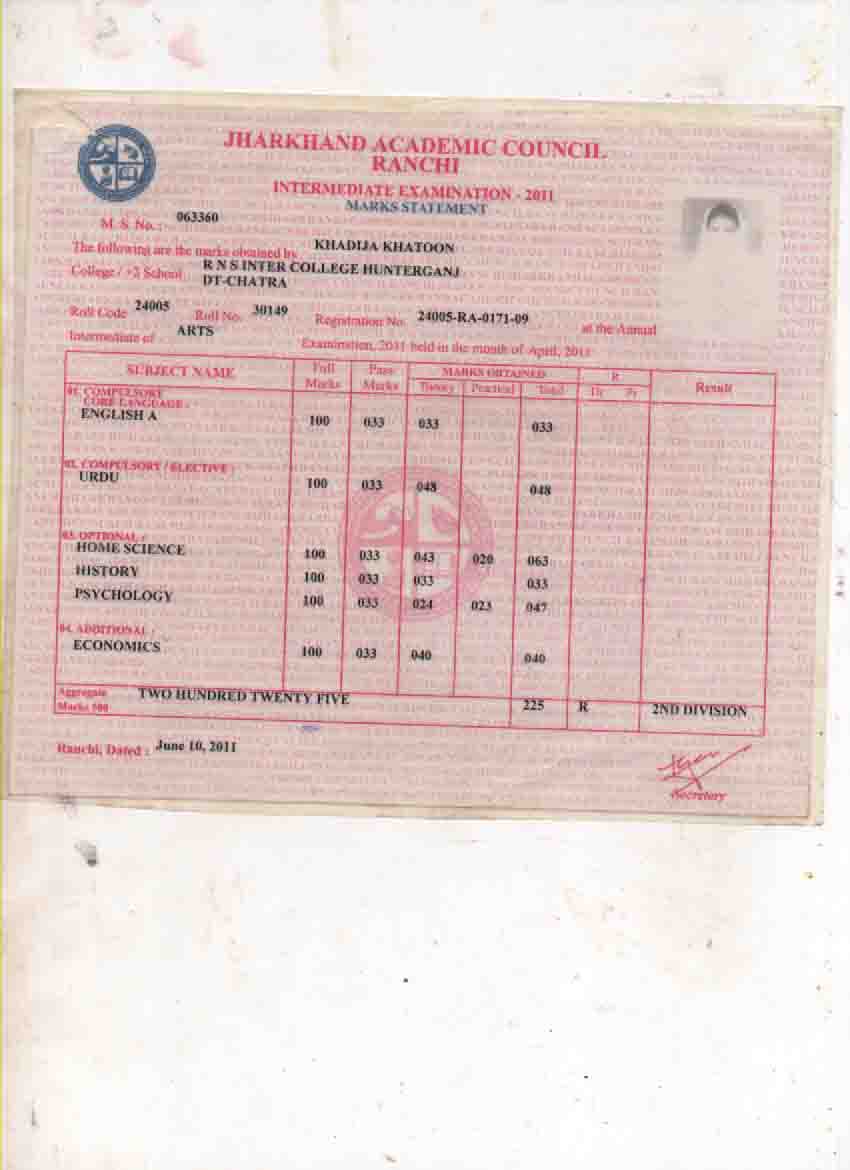 JHARKHAND ACADEMIC COUNCIL
RANCHI
INTERMEDIATE EXAMINATION - 2011
MARKS STATEMENT
M. S. No. : 063360
The following are the marks obtained by KHADIJA KHATOON
College / +2 School R N S INTER COLLEGE HUNTERGANJ
DT-CHATRA
Roll Code 24005 Roll No. 30149 Registration No. 24005-RA-0171-09 at the Annual
Intermediate of ARTS Examination, 2011 held in the month of April, 2011
SUBJECT NAME Full Marks Pass Marks MARKS OBTAINED R Result
Theory Practical Total Th Pr
01. COMPULSORY
CORE LANGUAGE :
ENGLISH A 100 033 033 033
02. COMPULSORY / ELECTIVE :
URDU 100 033 048 048
03. OPTIONAL :
HOME SCIENCE 100 033 043 020 063
HISTORY 100 033 033 033
PSYCHOLOGY 100 033 024 023 047
04. ADDITIONAL :
ECONOMICS 100 033 040 040
Aggregate Marks 500 TWO HUNDRED TWENTY FIVE 225 R 2ND DIVISION
Ranchi, Dated : June 10, 2011
Secretary